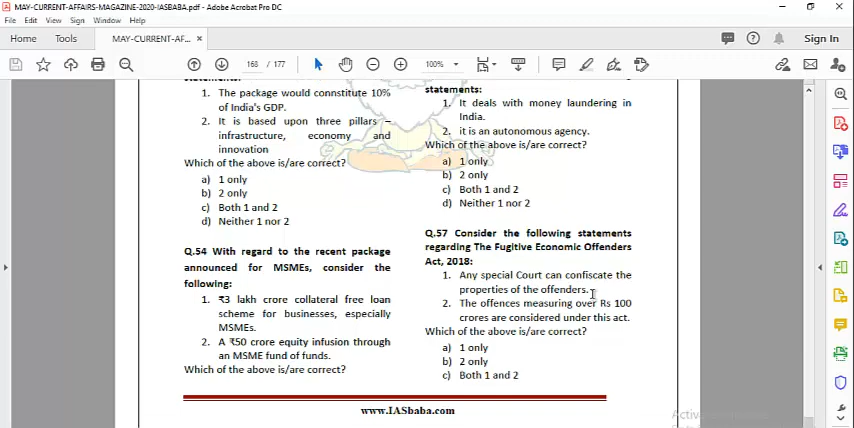 MAY-CURRENT-AFFAIRS-MAGAZINE-2020-IASBABA.pdf - Adobe Acrobat Pro DC
File Edit View Sign Window Help
Home Tools MAY-CURRENT-AF... × Sign In
168 / 177 100%
statements:
1. The package would connstitute 10%
of India's GDP.
2. It is based upon three pillars –
infrastructure, economy and
innovation
Which of the above is/are correct?
a) 1 only
b) 2 only
c) Both 1 and 2
d) Neither 1 nor 2
Q.54 With regard to the recent package
announced for MSMEs, consider the
following:
1. ₹3 lakh crore collateral free loan
scheme for businesses, especially
MSMEs.
2. A ₹50 crore equity infusion through
an MSME fund of funds.
Which of the above is/are correct?
statements:
1. It deals with money laundering in
India.
2. it is an autonomous agency.
Which of the above is/are correct?
a) 1 only
b) 2 only
c) Both 1 and 2
d) Neither 1 nor 2
Q.57 Consider the following statements
regarding The Fugitive Economic Offenders
Act, 2018:
1. Any special Court can confiscate the
properties of the offenders.
2. The offences measuring over Rs 100
crores are considered under this act.
Which of the above is/are correct?
a) 1 only
b) 2 only
c) Both 1 and 2
www.IASbaba.com